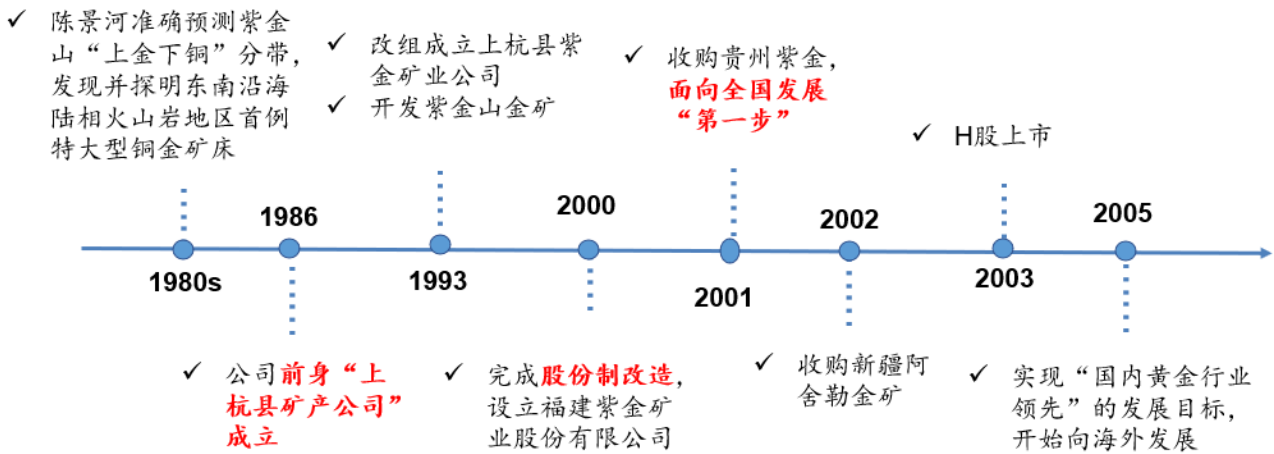 ✓ 陈景河准确预测紫金
山“上金下铜”分带，
发现并探明东南沿海
陆相火山岩地区首例
特大型铜金矿床
✓ 改组成立上杭县紫
金矿业公司
✓ 开发紫金山金矿
✓ 收购贵州紫金，
面向全国发展
“第一步”
✓ H股上市
1980s
1986
1993
2000
2001
2002
2003
2005
✓ 公司前身“上
杭县矿产公司”
成立
✓ 完成股份制改造，
设立福建紫金矿
业股份有限公司
✓ 收购新疆阿
舍勒金矿
✓ 实现“国内黄金行业
领先”的发展目标，
开始向海外发展